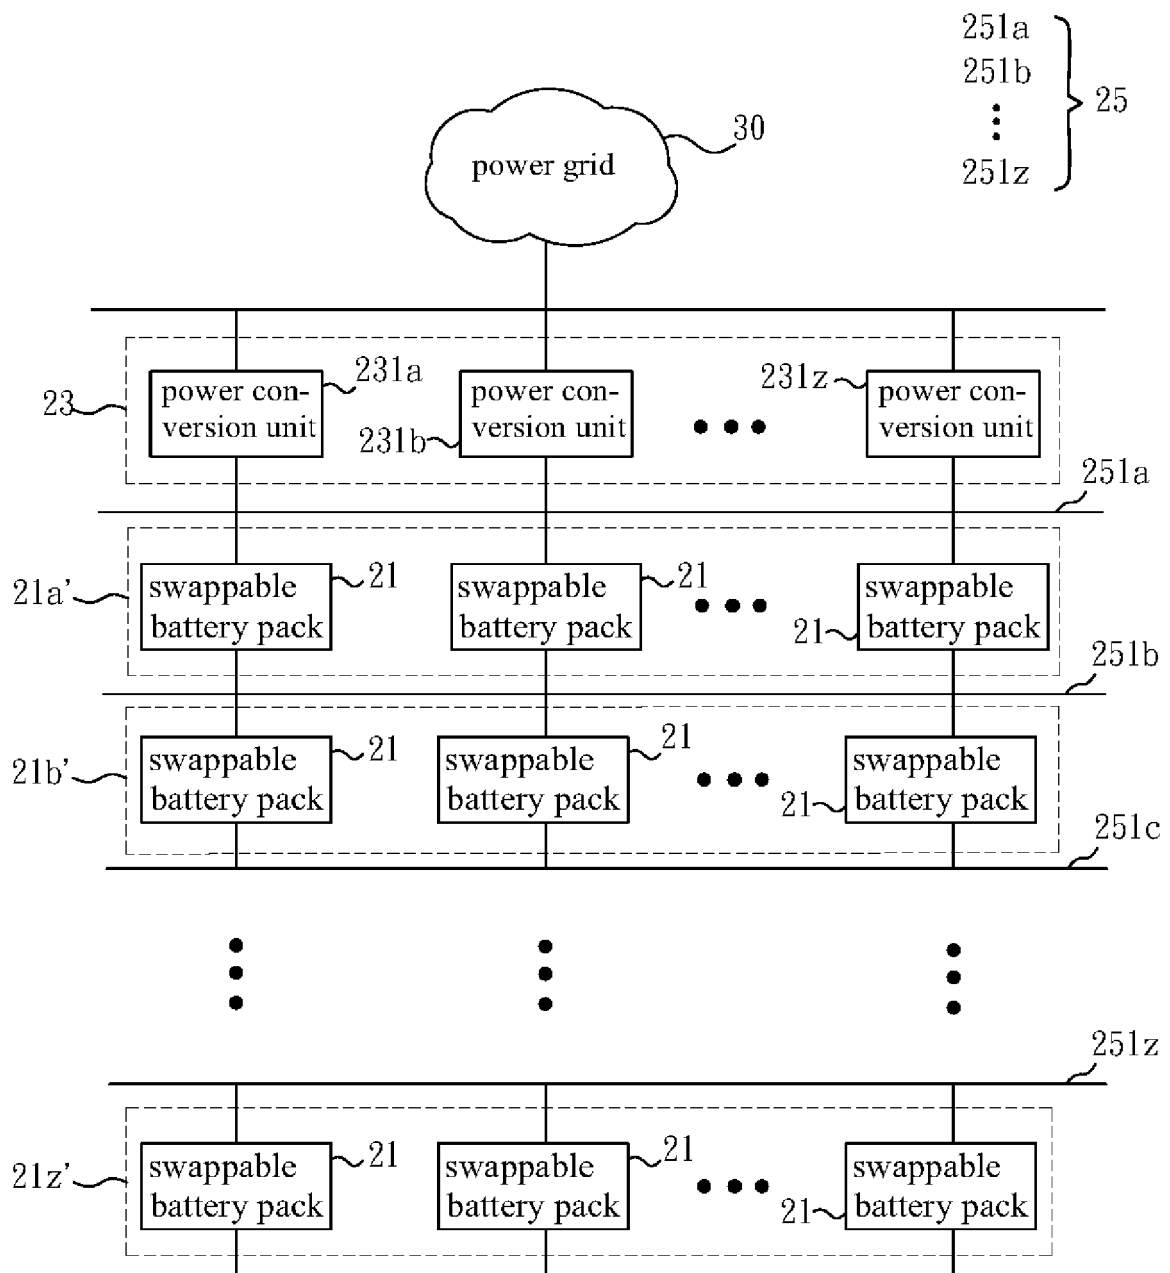 251a
251b
25
251z
30
power grid
231a
231z
power con-
version unit
power con-
version unit
power con-
version unit
23
231b
251a
21a’
swappable
battery pack
21
swappable
battery pack
21
swappable
battery pack
21
251b
21b’
swappable
battery pack
21
swappable
battery pack
21
swappable
battery pack
21
251c
251z
21z’
swappable
battery pack
21
swappable
battery pack
21
swappable
battery pack
21